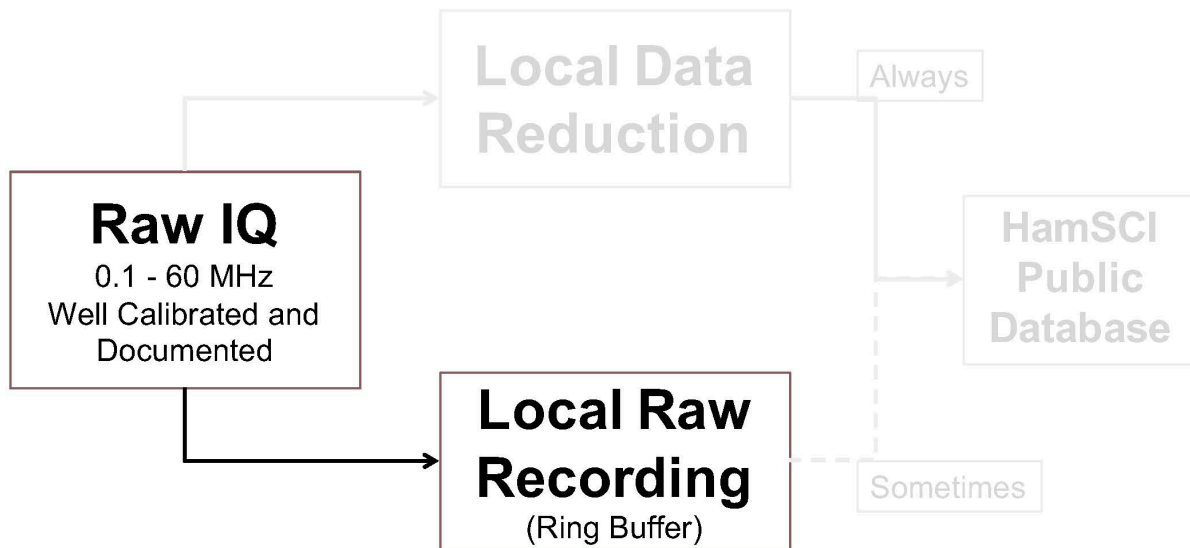 Local Data
Reduction
Always
Raw IQ
0.1 - 60 MHz
Well Calibrated and
Documented
HamSCI
Public
Database
Local Raw
Recording
(Ring Buffer)
Sometimes